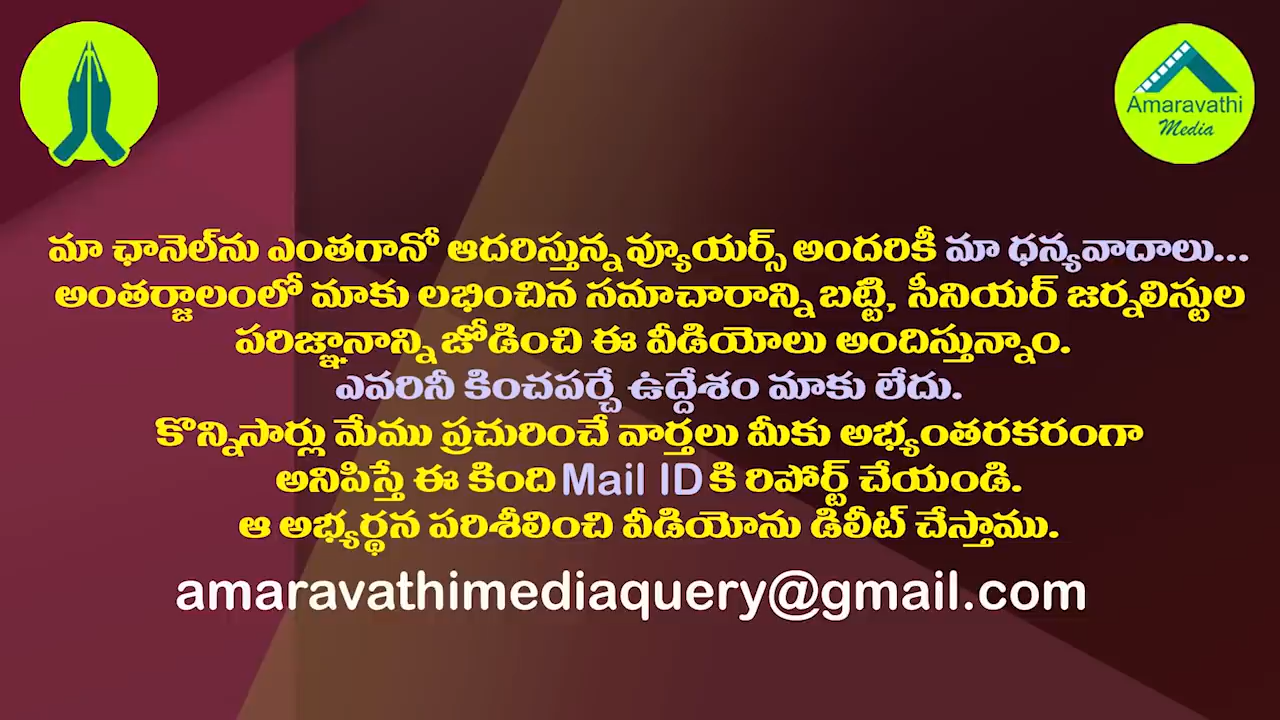 Amaravathi
Media
మా ఛానెల్‌ను ఎంతగానో ఆదరిస్తున్న వ్యూయర్స్ అందరికీ మా ధన్యవాదాలు...
అంతర్జాలంలో మాకు లభించిన సమాచారాన్ని బట్టి, సీనియర్ జర్నలిస్టుల
పరిజ్ఞానాన్ని జోడించి ఈ వీడియోలు అందిస్తున్నాం.
ఎవరినీ కించపర్చే ఉద్దేశం మాకు లేదు.
కొన్నిసార్లు మేము ప్రచురించే వార్తలు మీకు అభ్యంతరకరంగా
అనిపిస్తే ఈ కింది Mail ID కి రిపోర్ట్ చేయండి.
ఆ అభ్యర్థన పరిశీలించి వీడియోను డిలీట్ చేస్తాము.
amaravathimediaquery@gmail.com